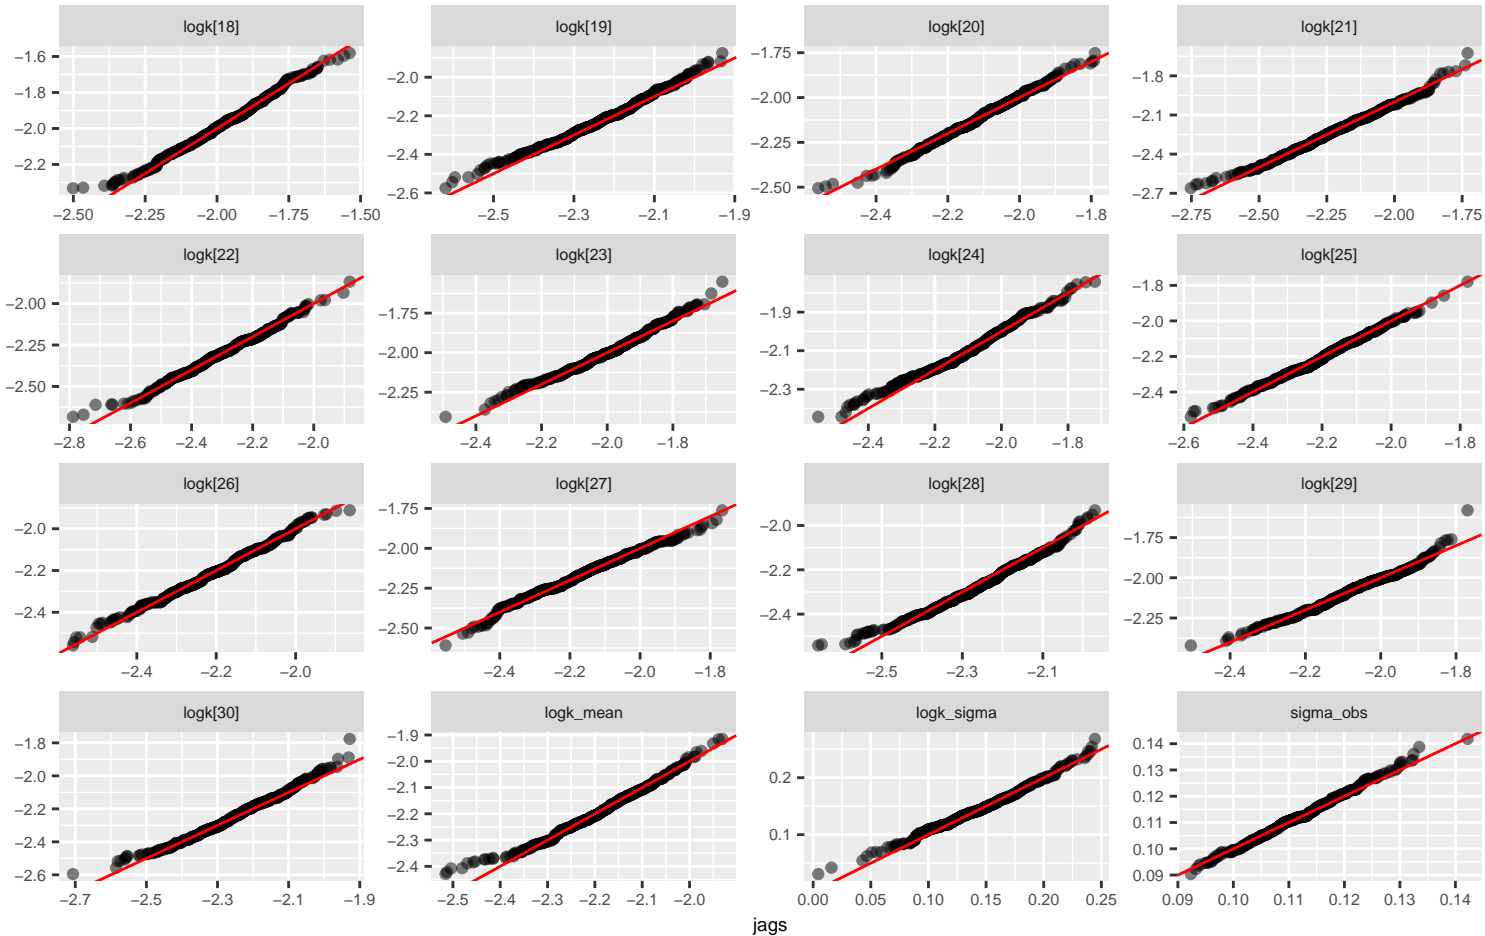 logk[18] logk[19] logk[20] logk[21]
−1.6 −1.8 −2.0 −2.2
−2.0 −2.2 −2.4 −2.6
−1.75 −2.00 −2.25 −2.50
−1.8 −2.1 −2.4 −2.7
−2.50 −2.25 −2.00 −1.75 −1.50 −2.5 −2.3 −2.1 −1.9 −2.4 −2.2 −2.0 −1.8 −2.75 −2.50 −2.25 −2.00 −1.75
logk[22] logk[23] logk[24] logk[25]
−2.00 −2.25 −2.50
−1.75 −2.00 −2.25
−1.9 −2.1 −2.3
−1.8 −2.0 −2.2 −2.4
−2.8 −2.6 −2.4 −2.2 −2.0 −2.4 −2.2 −2.0 −1.8 −2.4 −2.2 −2.0 −1.8 −2.6 −2.4 −2.2 −2.0 −1.8
logk[26] logk[27] logk[28] logk[29]
−2.0 −2.2 −2.4
−1.75 −2.00 −2.25 −2.50
−2.0 −2.2 −2.4
−1.75 −2.00 −2.25
−2.4 −2.2 −2.0 −2.4 −2.2 −2.0 −1.8 −2.5 −2.3 −2.1 −2.4 −2.2 −2.0 −1.8
logk[30] logk_mean logk_sigma sigma_obs
−1.8 −2.0 −2.2 −2.4 −2.6
−1.9 −2.0 −2.1 −2.2 −2.3 −2.4
0.2 0.1
0.14 0.13 0.12 0.11 0.10 0.09
−2.7 −2.5 −2.3 −2.1 −1.9 −2.5 −2.4 −2.3 −2.2 −2.1 −2.0 0.00 0.05 0.10 0.15 0.20 0.25 0.09 0.10 0.11 0.12 0.13 0.14
jags